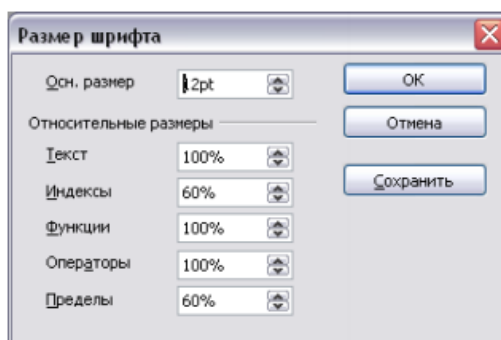 Размер шрифта
Осн. размер 12pt ОК
Относительные размеры Отмена
Текст 100%
Индексы 60% Сохранить
Функции 100%
Операторы 100%
Пределы 60%